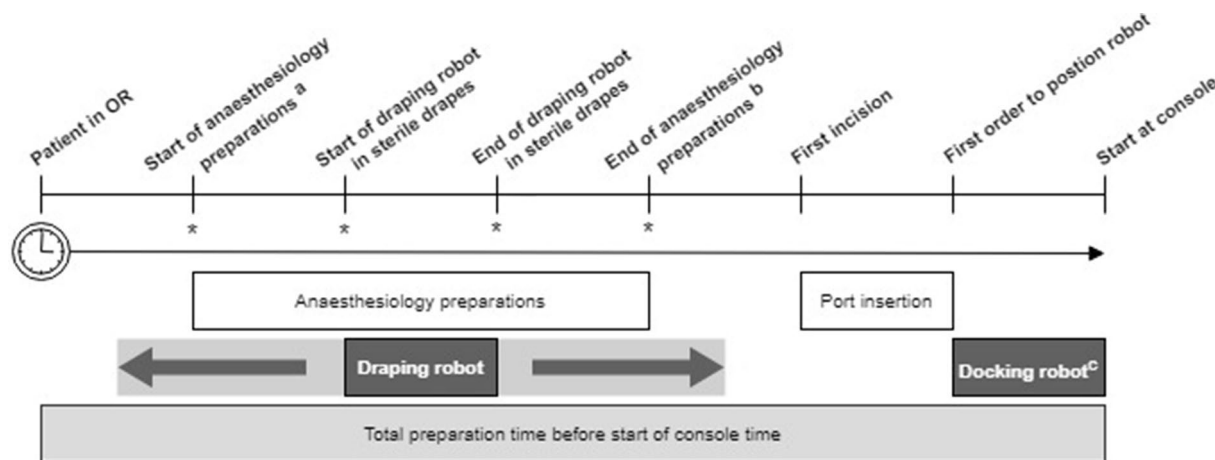 Patient in OR
Start of anaesthesiology
preparations a
Start of draping robot
in sterile drapes
End of draping robot
in sterile drapes
End of anaesthesiology
preparations b
First incision
First order to postion robot
Start at console
* * * *
Anaesthesiology preparations
Port insertion
Draping robot
Docking robotc
Total preparation time before start of console time